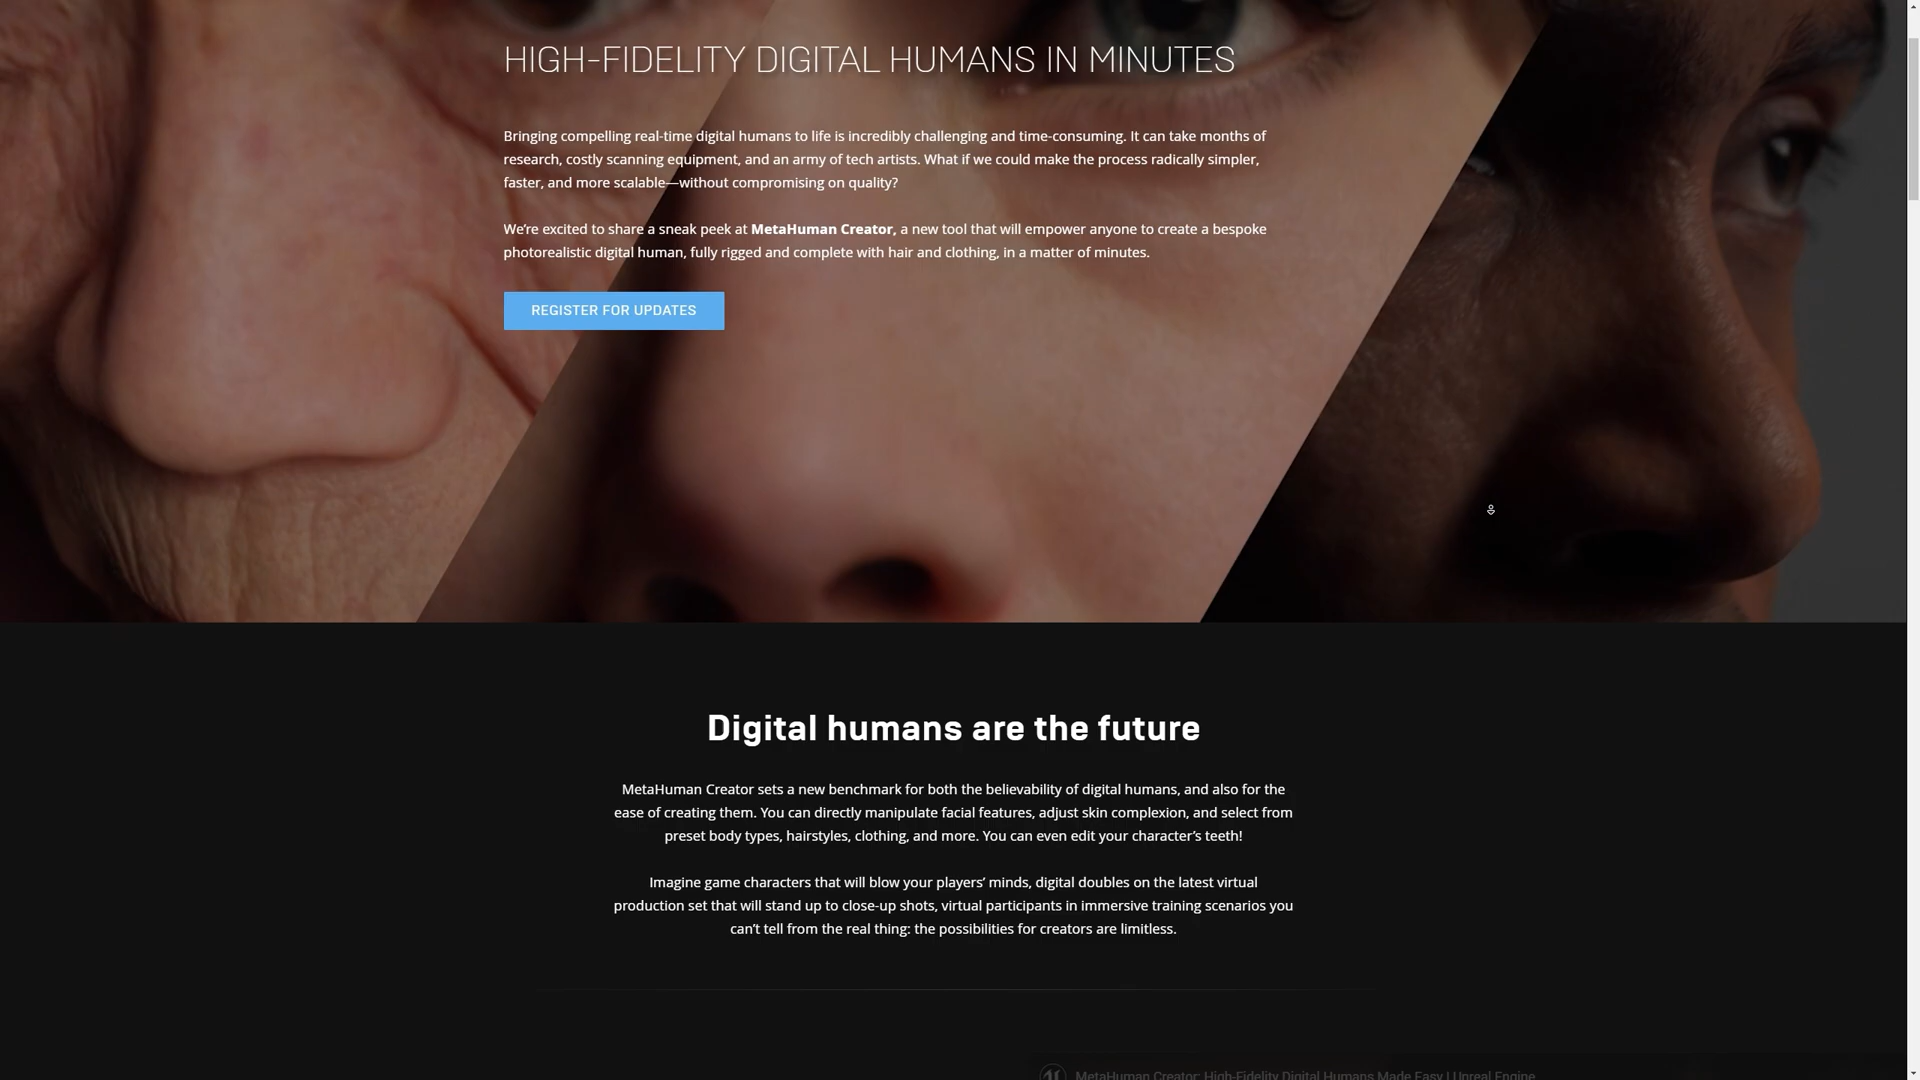 HIGH-FIDELITY DIGITAL HUMANS IN MINUTES
Bringing compelling real-time digital humans to life is incredibly challenging and time-consuming. It can take months of
research, costly scanning equipment, and an army of tech artists. What if we could make the process radically simpler,
faster, and more scalable—without compromising on quality?
We’re excited to share a sneak peek at MetaHuman Creator, a new tool that will empower anyone to create a bespoke
photorealistic digital human, fully rigged and complete with hair and clothing, in a matter of minutes.
REGISTER FOR UPDATES
Digital humans are the future
MetaHuman Creator sets a new benchmark for both the believability of digital humans, and also for the
ease of creating them. You can directly manipulate facial features, adjust skin complexion, and select from
preset body types, hairstyles, clothing, and more. You can even edit your character’s teeth!
Imagine game characters that will blow your players’ minds, digital doubles on the latest virtual
production set that will stand up to close-up shots, virtual participants in immersive training scenarios you
can’t tell from the real thing: the possibilities for creators are limitless.
MetaHuman Creator: High-Fidelity Digital Humans Made Easy | Unreal Engine